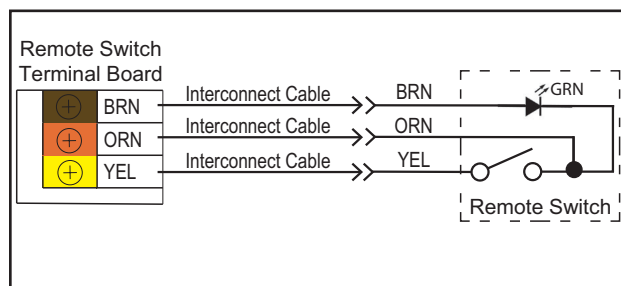 Remote Switch
Terminal Board
BRN Interconnect Cable BRN GRN
ORN Interconnect Cable ORN
YEL Interconnect Cable YEL
Remote Switch